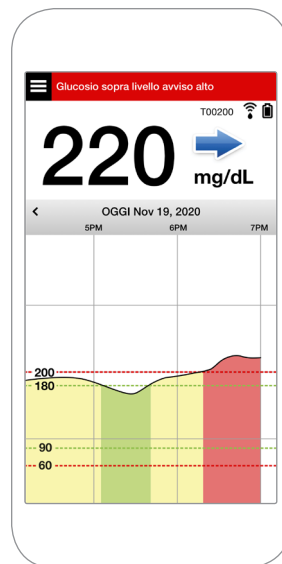 Glucosio sopra livello avviso alto
T00200
220
mg/dL
OGGI Nov 19, 2020
5PM 6PM 7PM
200
180
90
60